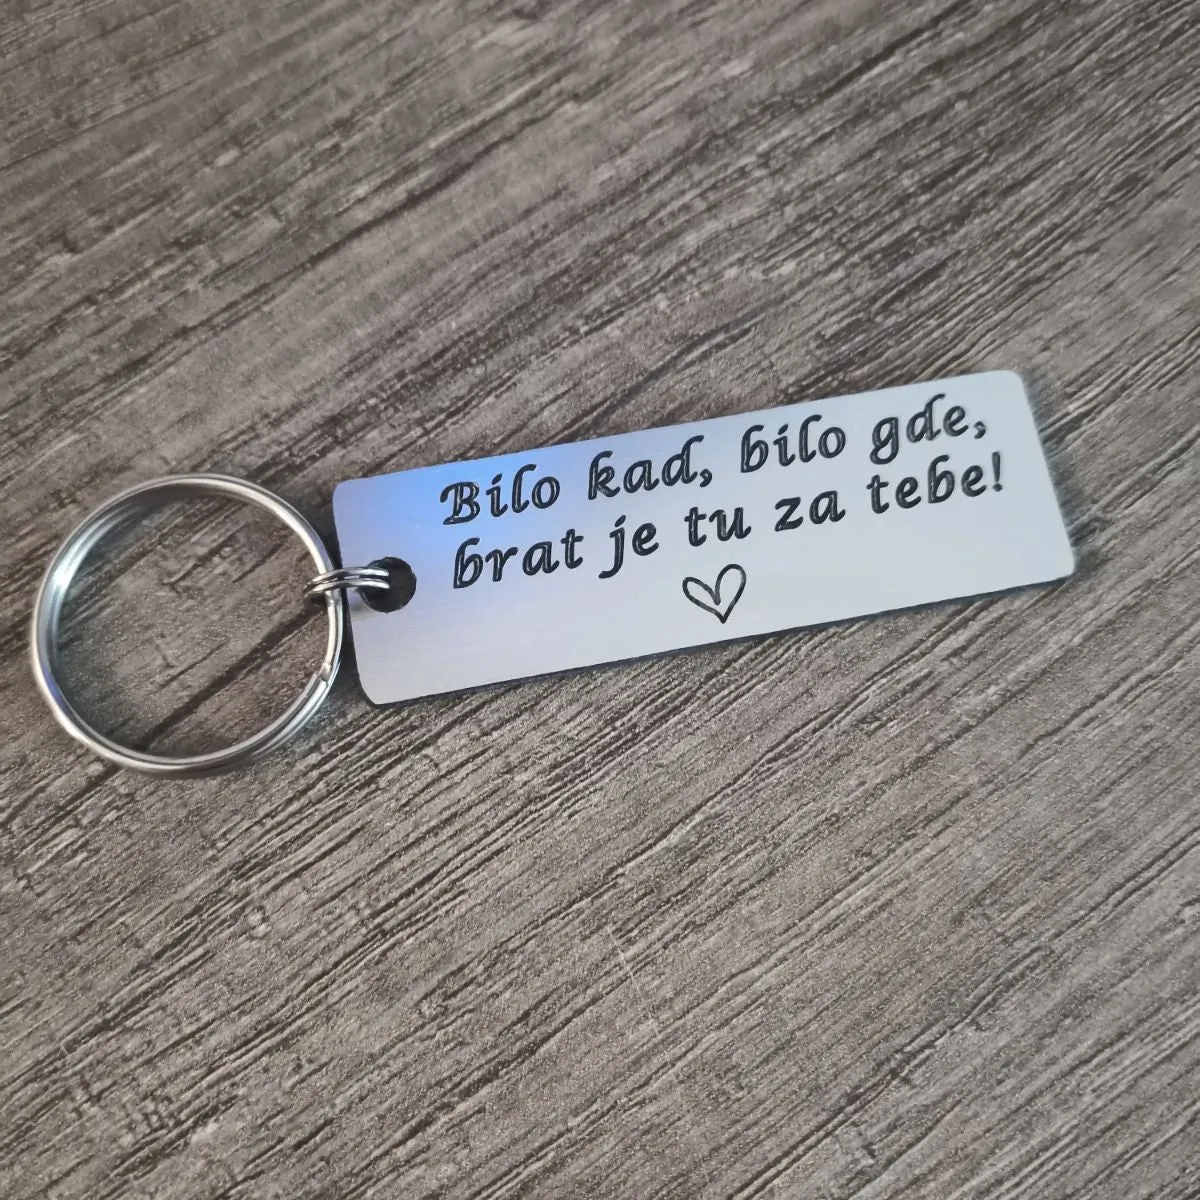 Bilo kad, bilo gde,
brat je tu za tebe!